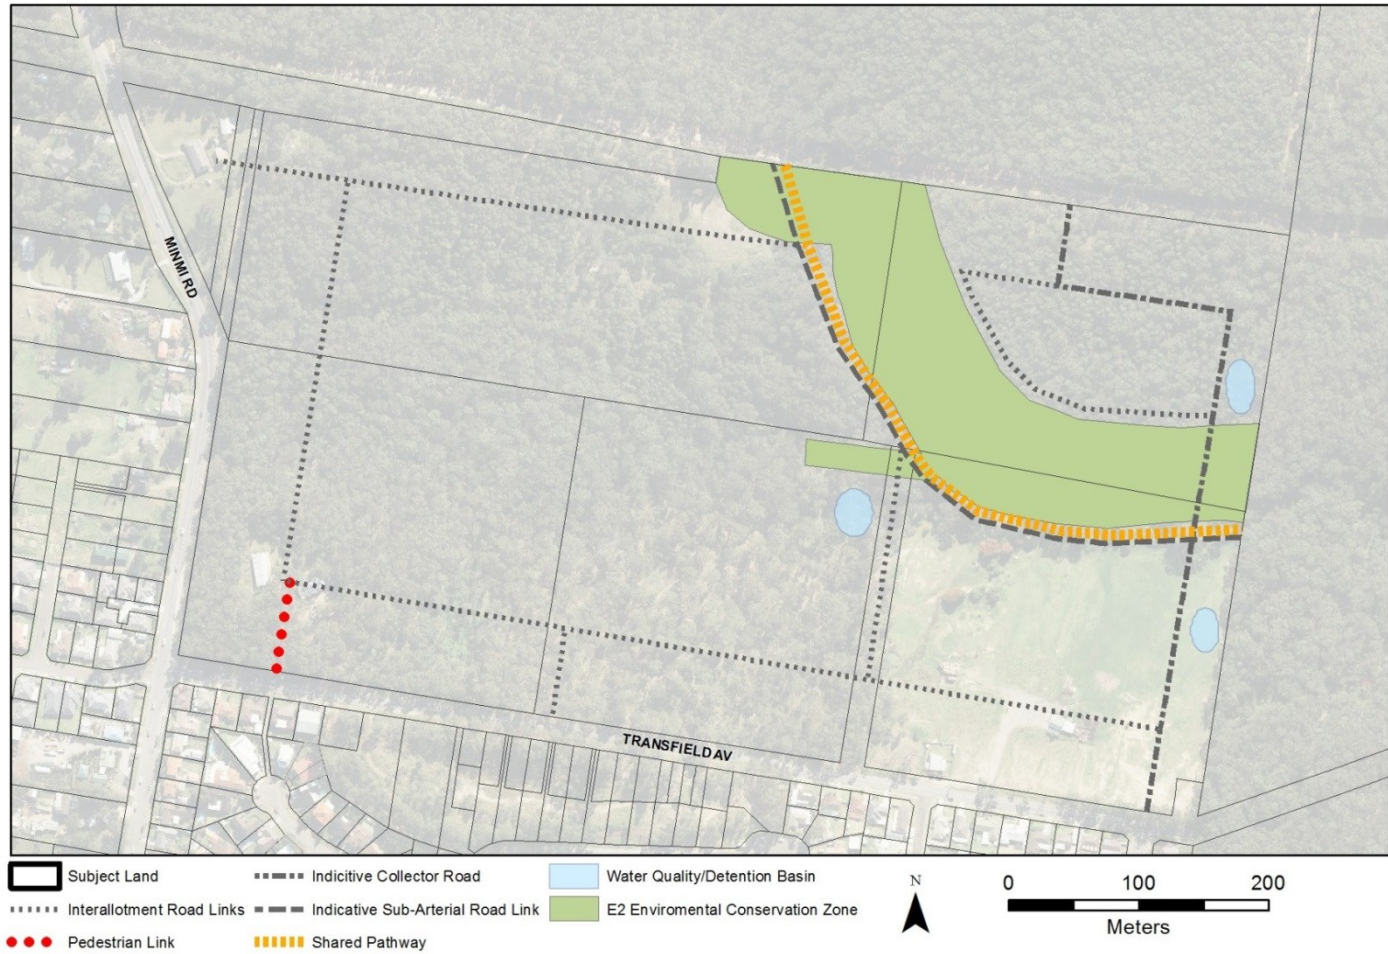 MINMI RD
TRANSFIELD AV
Subject Land
Indicitive Collector Road
Water Quality/Detention Basin
Interallotment Road Links
Indicative Sub-Arterial Road Link
E2 Enviromental Conservation Zone
Pedestrian Link
Shared Pathway
N
0 100 200
Meters